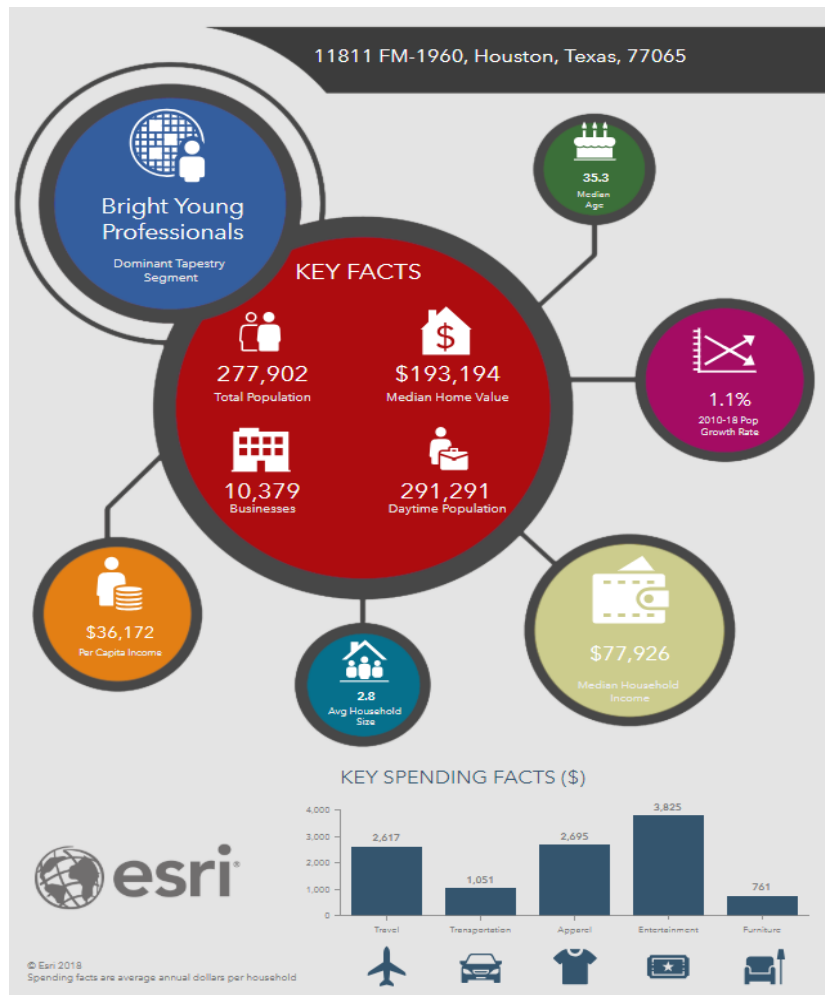 11811 FM-1960, Houston, Texas, 77065
Bright Young
Professionals
Dominant Tapestry
Segment
35.3
Median
Age
KEY FACTS
277,902
Total Population
$193,194
Median Home Value
10,379
Businesses
291,291
Daytime Population
1.1%
2010-18 Pop
Growth Rate
$36,172
Per Capita Income
2.8
Avg Household
Size
$77,926
Median Household
Income
KEY SPENDING FACTS ($)
4,000
3,000
2,000
1,000
0
2,617
1,051
2,695
3,825
761
Travel
Transportation
Apparel
Entertainment
Furniture
esri®
© Esri 2018
Spending facts are average annual dollars per household